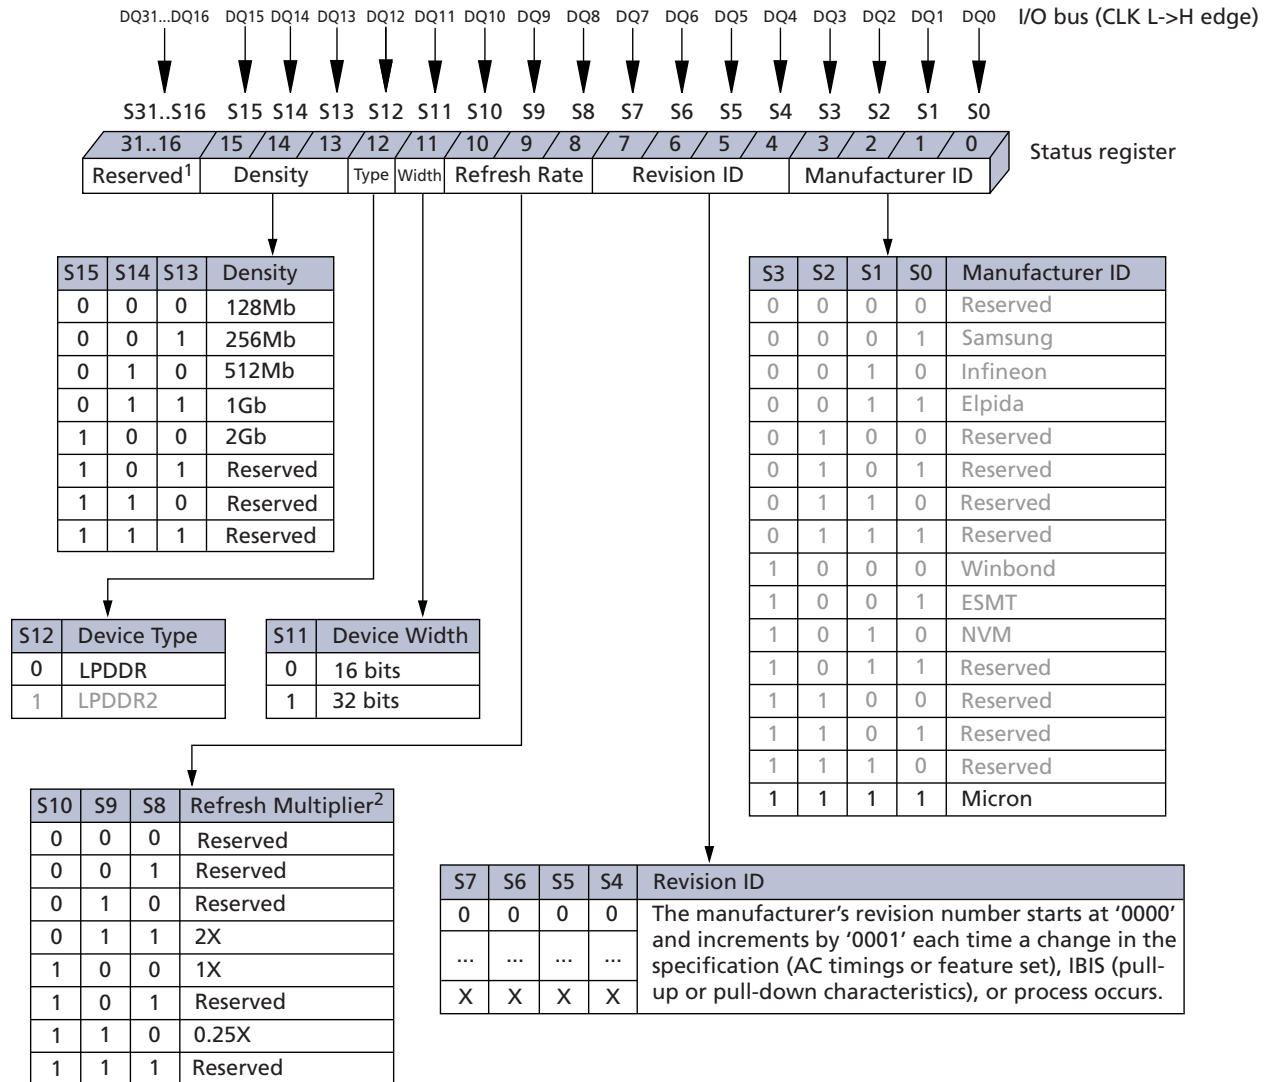 DQ31...DQ16 DQ15 DQ14 DQ13 DQ12 DQ11 DQ10 DQ9 DQ8 DQ7 DQ6 DQ5 DQ4 DQ3 DQ2 DQ1 DQ0 I/O bus (CLK L->H edge)
S31..S16 S15 S14 S13 S12 S11 S10 S9 S8 S7 S6 S5 S4 S3 S2 S1 S0
31..16 15 14 13 12 11 10 9 8 7 6 5 4 3 2 1 0 Status register
Reserved1 Density Type Width Refresh Rate Revision ID Manufacturer ID
S15 S14 S13 Density
0 0 0 128Mb
0 0 1 256Mb
0 1 0 512Mb
0 1 1 1Gb
1 0 0 2Gb
1 0 1 Reserved
1 1 0 Reserved
1 1 1 Reserved
S3 S2 S1 S0 Manufacturer ID
0 0 0 0 Reserved
0 0 0 1 Samsung
0 0 1 0 Infineon
0 0 1 1 Elpida
0 1 0 0 Reserved
0 1 0 1 Reserved
0 1 1 0 Reserved
0 1 1 1 Reserved
1 0 0 0 Winbond
1 0 0 1 ESMT
1 0 1 0 NVM
1 0 1 1 Reserved
1 1 0 0 Reserved
1 1 0 1 Reserved
1 1 1 0 Reserved
1 1 1 1 Micron
S12 Device Type
0 LPDDR
1 LPDDR2
S11 Device Width
0 16 bits
1 32 bits
S10 S9 S8 Refresh Multiplier2
0 0 0 Reserved
0 0 1 Reserved
0 1 0 Reserved
0 1 1 2X
1 0 0 1X
1 0 1 Reserved
1 1 0 0.25X
1 1 1 Reserved
S7 S6 S5 S4 Revision ID
0 0 0 0 The manufacturer's revision number starts at '0000'
and increments by '0001' each time a change in the
... ... ... ... specification (AC timings or feature set), IBIS (pull-
X X X X up or pull-down characteristics), or process occurs.